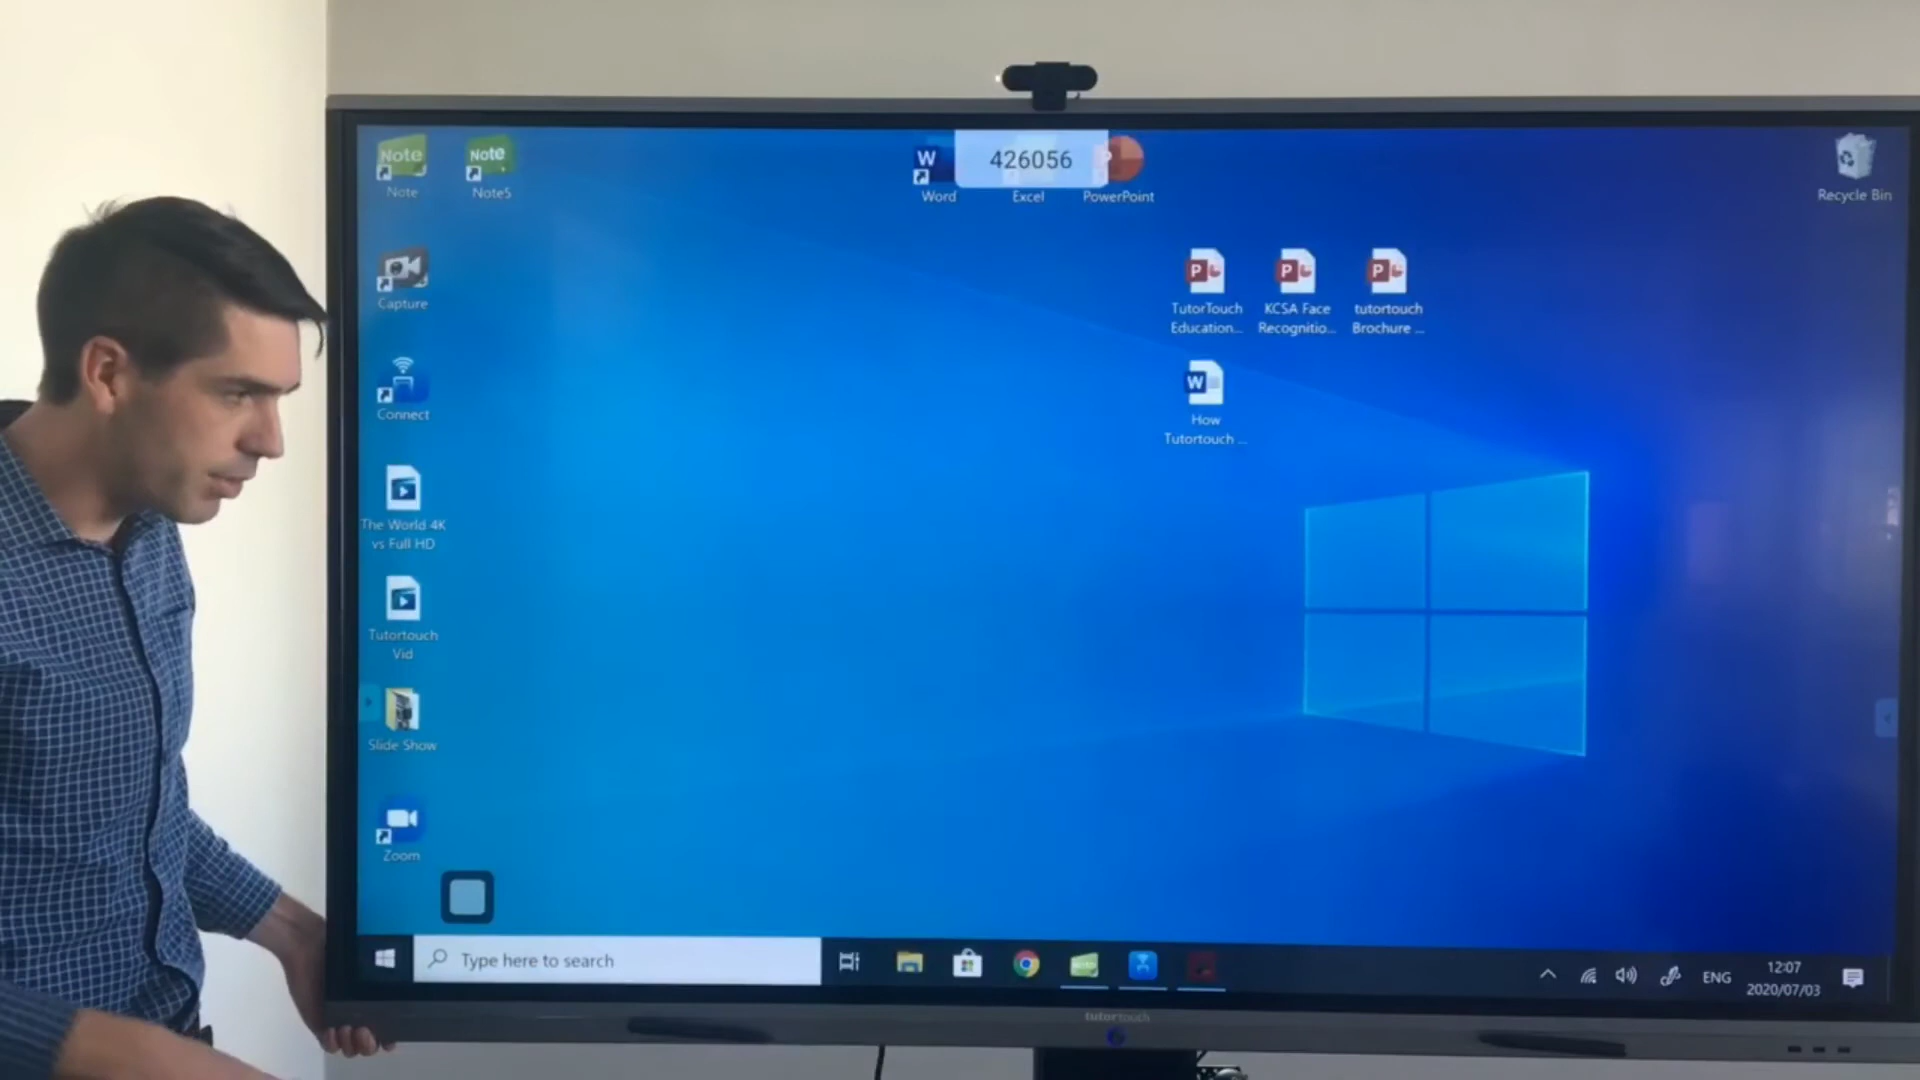 Note
Note
Note
Note5
W
426056
P
Word
Excel
PowerPoint
Recycle Bin
Capture
P
P
P
TutorTouch
Education...
KCSA Face
Recognitio...
tutortouch
Brochure ...
Connect
W
How
Tutortouch ...
The World 4K
vs Full HD
Tutortouch
Vid
Slide Show
Zoom
Type here to search
ENG
12:07
2020/07/03
tutortouch